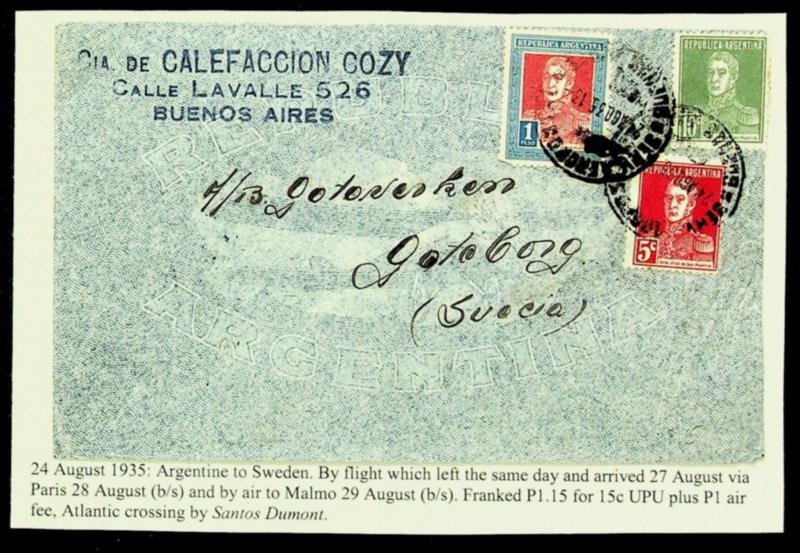 CIA. DE CALEFACCION COZY
CALLE LAVALLE 526
BUENOS AIRES
REPUBLICA ARGENTINA
1
PESO
REPUBLICA ARGENTINA
REPUBLICA ARGENTINA
5c
A/B Gotaverken
Goteborg
(Suecia)
REPUBLICA
ARGENTINA
24 August 1935: Argentine to Sweden. By flight which left the same day and arrived 27 August via
Paris 28 August (b/s) and by air to Malmo 29 August (b/s). Franked P1.15 for 15c UPU plus P1 air
fee, Atlantic crossing by Santos Dumont.